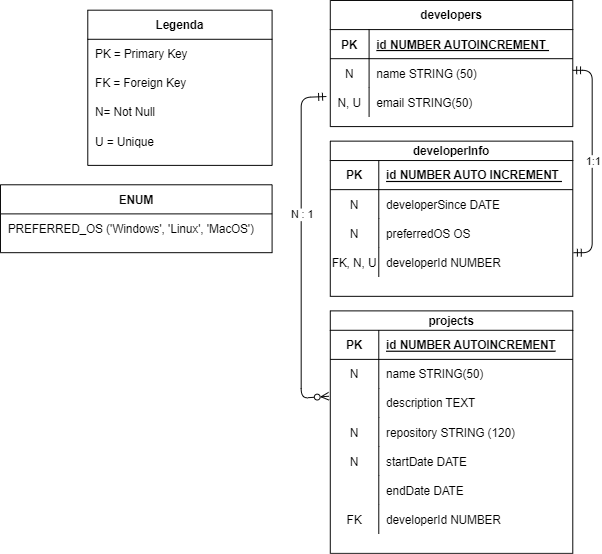 Legenda
PK = Primary Key
FK = Foreign Key
N= Not Null
U = Unique
ENUM
PREFERRED_OS ('Windows', 'Linux', 'MacOS')
developers
PK id NUMBER AUTOINCREMENT
N name STRING (50)
N, U email STRING(50)
developerInfo
PK id NUMBER AUTO INCREMENT
N developerSince DATE
N preferredOS OS
FK, N, U developerId NUMBER
projects
PK id NUMBER AUTOINCREMENT
N name STRING(50)
description TEXT
N repository STRING (120)
N startDate DATE
endDate DATE
FK developerId NUMBER
N : 1
1:1